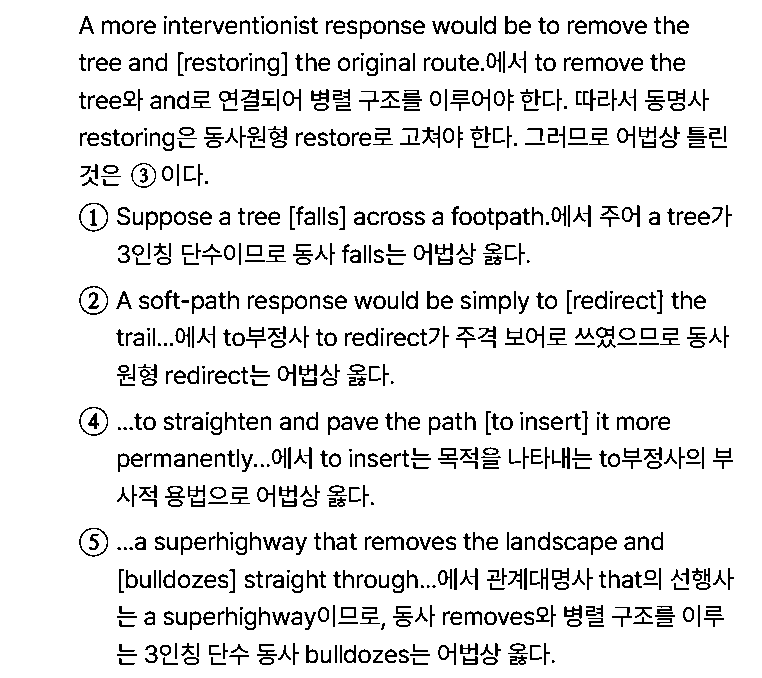 A more interventionist response would be to remove the
tree and [restoring] the original route.에서 to remove the
tree와 and로 연결되어 병렬 구조를 이루어야 한다. 따라서 동명사
restoring은 동사원형 restore로 고쳐야 한다. 그러므로 어법상 틀린
것은 ③이다.
① Suppose a tree [falls] across a footpath.에서 주어 a tree가
3인칭 단수이므로 동사 falls는 어법상 옳다.
② A soft-path response would be simply to [redirect] the
trail...에서 to부정사 to redirect가 주격 보어로 쓰였으므로 동사
원형 redirect는 어법상 옳다.
④ ...to straighten and pave the path [to insert] it more
permanently...에서 to insert는 목적을 나타내는 to부정사의 부
사적 용법으로 어법상 옳다.
⑤ ...a superhighway that removes the landscape and
[bulldozes] straight through...에서 관계대명사 that의 선행사
는 a superhighway이므로, 동사 removes와 병렬 구조를 이루
는 3인칭 단수 동사 bulldozes는 어법상 옳다.